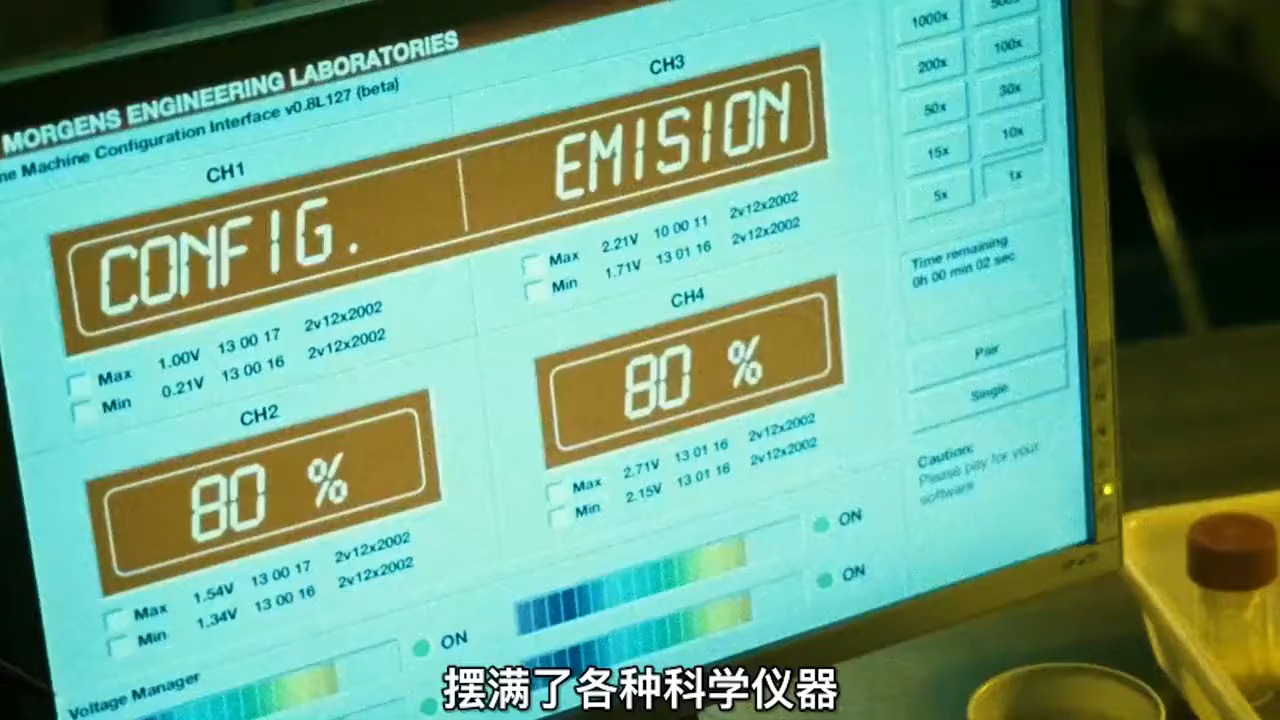 MORGENS ENGINEERING LABORATORIES
ne Machine Configuration Interface v0.8L127 (beta)
CH1
CONFIG.
Max 1.00V 13 00 17 2v12x2002
Min 0.21V 13 00 16 2v12x2002
CH3
EMISION
Max 2.21V 10 00 11 2v12x2002
Min 1.71V 13 01 16 2v12x2002
CH2
80 %
Max 1.54V 13 00 17 2v12x2002
Min 1.34V 13 00 16 2v12x2002
CH4
80 %
Max 2.71V 13 01 16 2v12x2002
Min 2.15V 13 01 16 2v12x2002
Voltage Manager
ON
ON
ON
1000x
200x 100x
50x 30x
15x 10x
5x 1x
Time remaining
0h 00 min 02 sec
Pair
Single
Caution:
Please pay for your
software
摆满了各种科学仪器